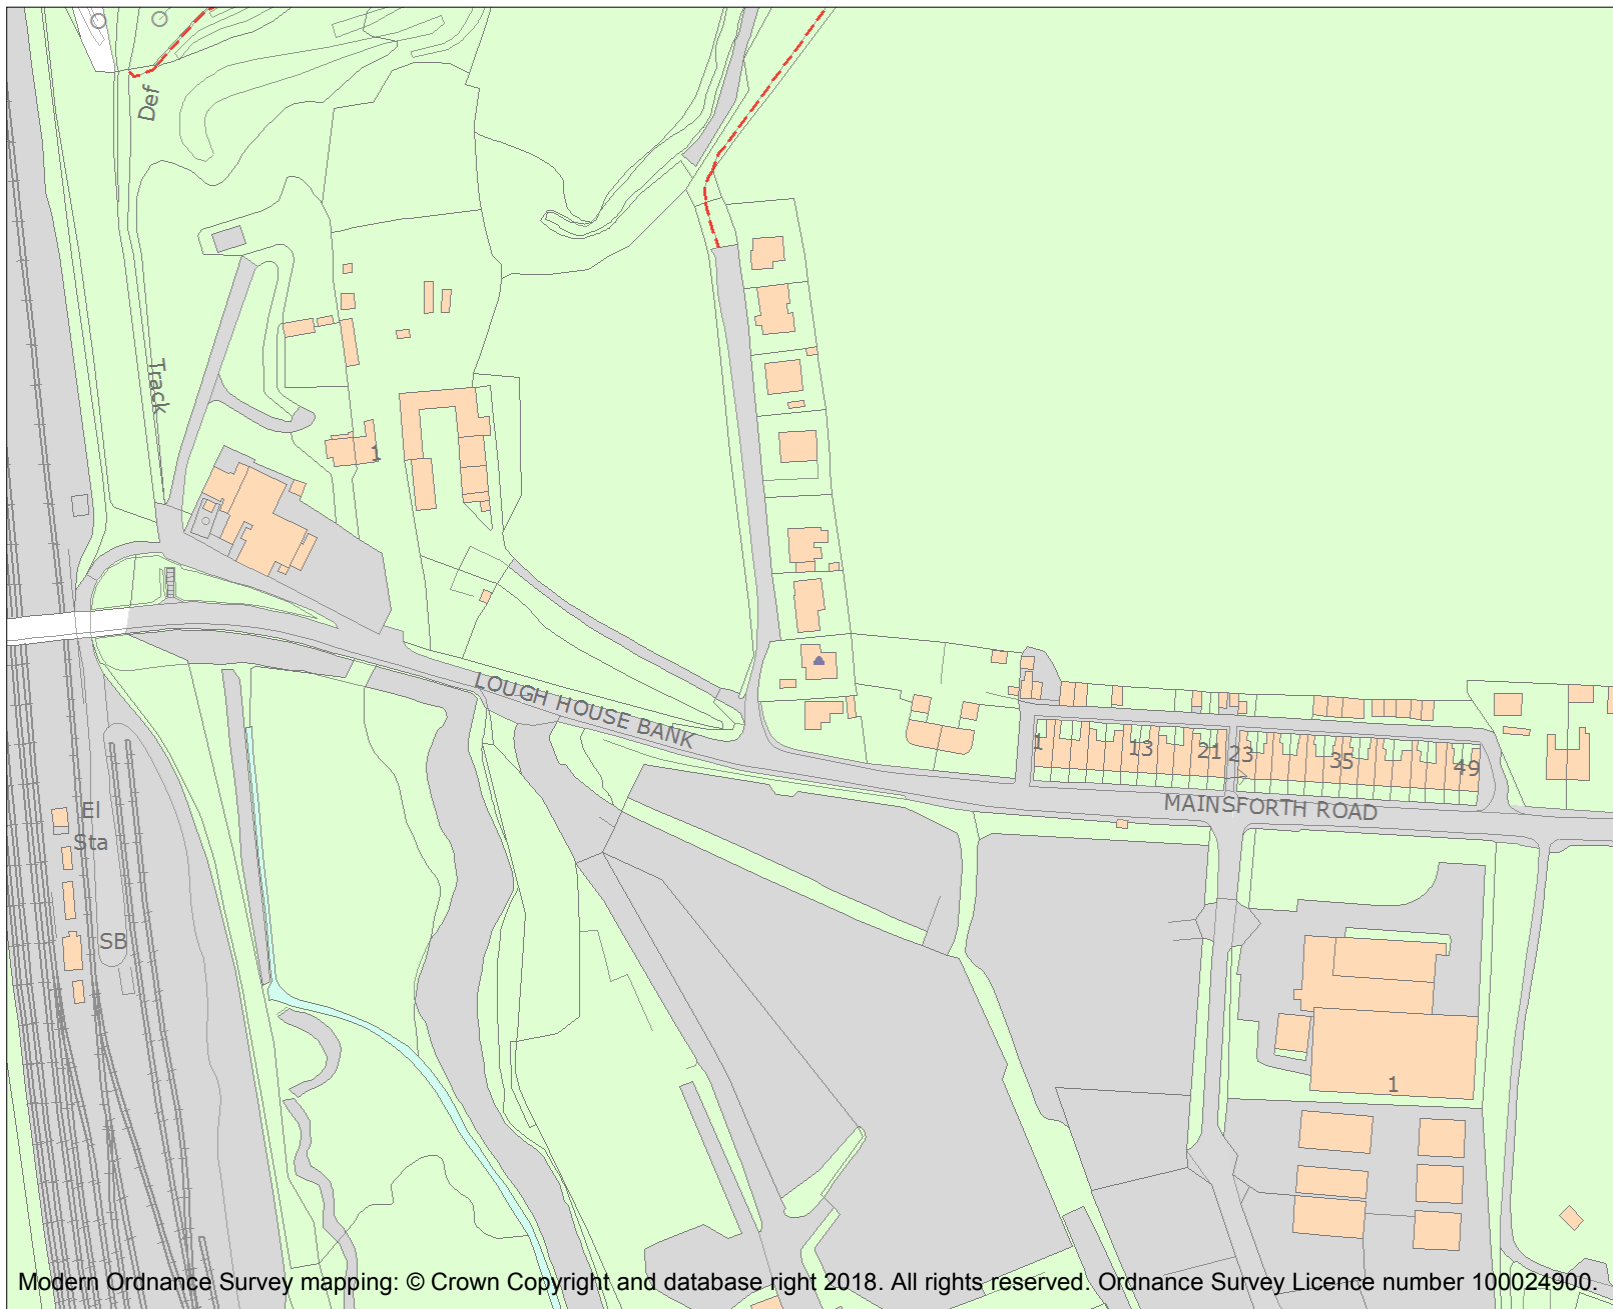 Def
Track
1
LOUGH HOUSE BANK
1
13
21
23
35
49
MAINSFORTH ROAD
El
Sta
SB
1
Modern Ordnance Survey mapping: © Crown Copyright and database right 2018. All rights reserved. Ordnance Survey Licence number 100024900.